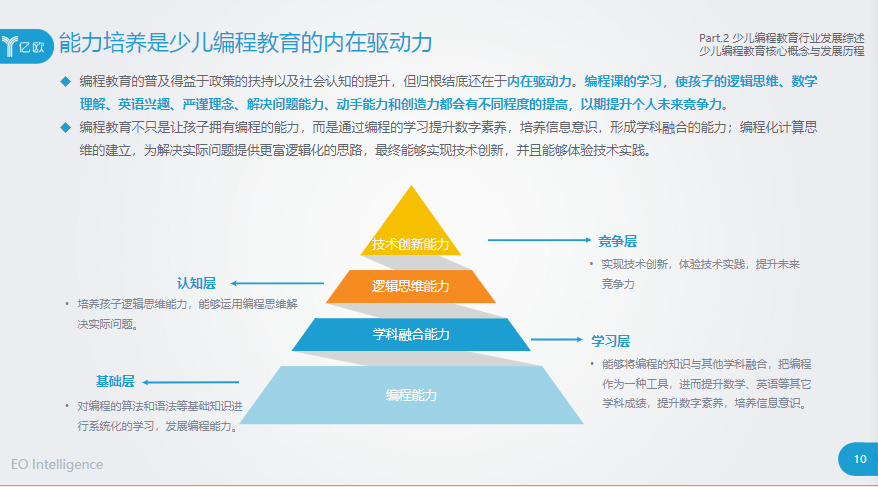 亿欧
能力培养是少儿编程教育的内在驱动力
Part.2 少儿编程教育行业发展综述
少儿编程教育核心概念与发展历程
◆ 编程教育的普及得益于政策的扶持以及社会认知的提升，但归根结底还在于内在驱动力。编程课的学习，使孩子的逻辑思维、数学
理解、英语兴趣、严谨理念、解决问题能力、动手能力和创造力都会有不同程度的提高，以期提升个人未来竞争力。
◆ 编程教育不只是让孩子拥有编程的能力，而是通过编程的学习提升数字素养，培养信息意识，形成学科融合的能力；编程化计算思
维的建立，为解决实际问题提供更富逻辑化的思路，最终能够实现技术创新，并且能够体验技术实践。
技术创新能力
竞争层
• 实现技术创新，体验技术实践，提升未来
竞争力
认知层
• 培养孩子逻辑思维能力，能够运用编程思维解
决实际问题。
逻辑思维能力
学科融合能力
学习层
• 能够将编程的知识与其他学科融合，把编程
作为一种工具，进而提升数学、英语等其它
学科成绩，提升数字素养，培养信息意识。
基础层
• 对编程的算法和语法等基础知识进
行系统化的学习，发展编程能力。
编程能力
EO Intelligence
10